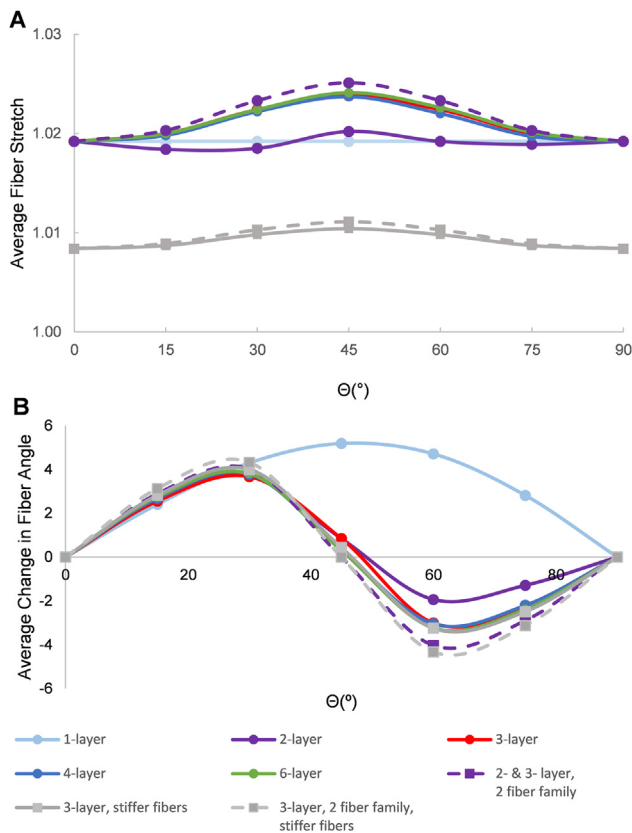 A
1.03
1.02
1.01
1.00
Average Fiber Stretch
0 15 30 45 60 75 90
Θ(°)
B
6
4
2
0
-2
-4
-6
Average Change in Fiber Angle
0 20 40 60 80
Θ(º)
1-layer 2-layer 3-layer
4-layer 6-layer 2- & 3- layer,
2 fiber family
3-layer, stiffer fibers 3-layer, 2 fiber family,
stiffer fibers